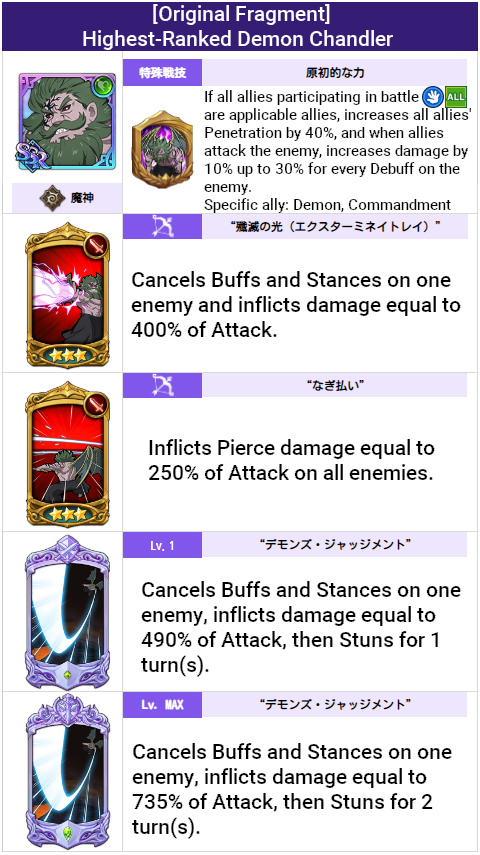 [Original Fragment]
Highest-Ranked Demon Chandler
特殊戦技
原初的な力
If all allies participating in battle ALL
are applicable allies, increases all allies'
Penetration by 40%, and when allies
attack the enemy, increases damage by
10% up to 30% for every Debuff on the
enemy.
Specific ally: Demon, Commandment
SSR
魔神
“殲滅の光（エクスターミネイトレイ）”
Cancels Buffs and Stances on one
enemy and inflicts damage equal to
400% of Attack.
“なぎ払い”
Inflicts Pierce damage equal to
250% of Attack on all enemies.
Lv. 1
“デモンズ・ジャッジメント”
Cancels Buffs and Stances on one
enemy, inflicts damage equal to
490% of Attack, then Stuns for 1
turn(s).
Lv. MAX
“デモンズ・ジャッジメント”
Cancels Buffs and Stances on one
enemy, inflicts damage equal to
735% of Attack, then Stuns for 2
turn(s).